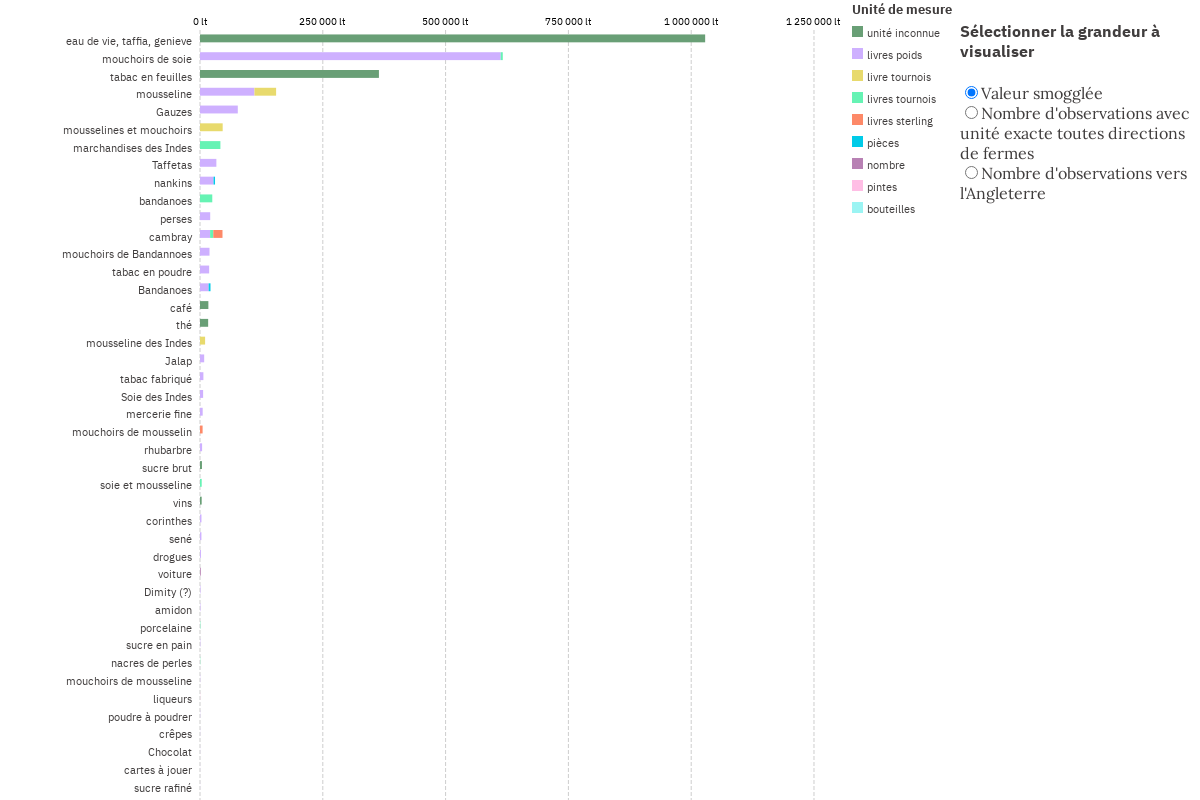 0 lt 250 000 lt 500 000 lt 750 000 lt 1 000 000 lt 1 250 000 lt
eau de vie, taffia, genieve
mouchoirs de soie
tabac en feuilles
mousseline
Gauzes
mousselines et mouchoirs
marchandises des Indes
Taffetas
nankins
bandanoes
perses
cambray
mouchoirs de Bandannoes
tabac en poudre
Bandanoes
café
thé
mousseline des Indes
Jalap
tabac fabriqué
Soie des Indes
mercerie fine
mouchoirs de mousselin
rhubarbre
sucre brut
soie et mousseline
vins
corinthes
sené
drogues
voiture
Dimity (?)
amidon
porcelaine
sucre en pain
nacres de perles
mouchoirs de mousseline
liqueurs
poudre à poudrer
crêpes
Chocolat
cartes à jouer
sucre rafiné
Unité de mesure
unité inconnue
livres poids
livre tournois
livres tournois
livres sterling
pièces
nombre
pintes
bouteilles
Sélectionner la grandeur à
visualiser
Valeur smogglée
Nombre d'observations avec
unité exacte toutes directions
de fermes
Nombre d'observations vers
l'Angleterre